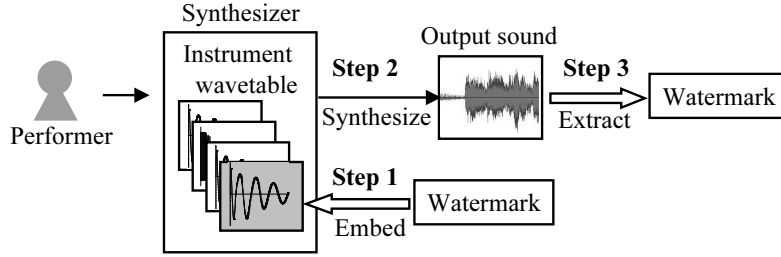 Synthesizer
Instrument
wavetable
Performer
Step 2
Synthesize
Output sound
Step 3
Extract
Watermark
Step 1
Embed
Watermark